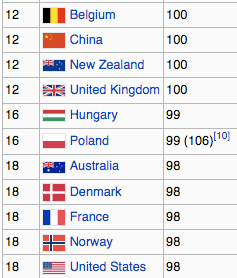 12 Belgium 100
12 China 100
12 New Zealand 100
12 United Kingdom 100
16 Hungary 99
16 Poland 99 (106)[10]
18 Australia 98
18 Denmark 98
18 France 98
18 Norway 98
18 United States 98